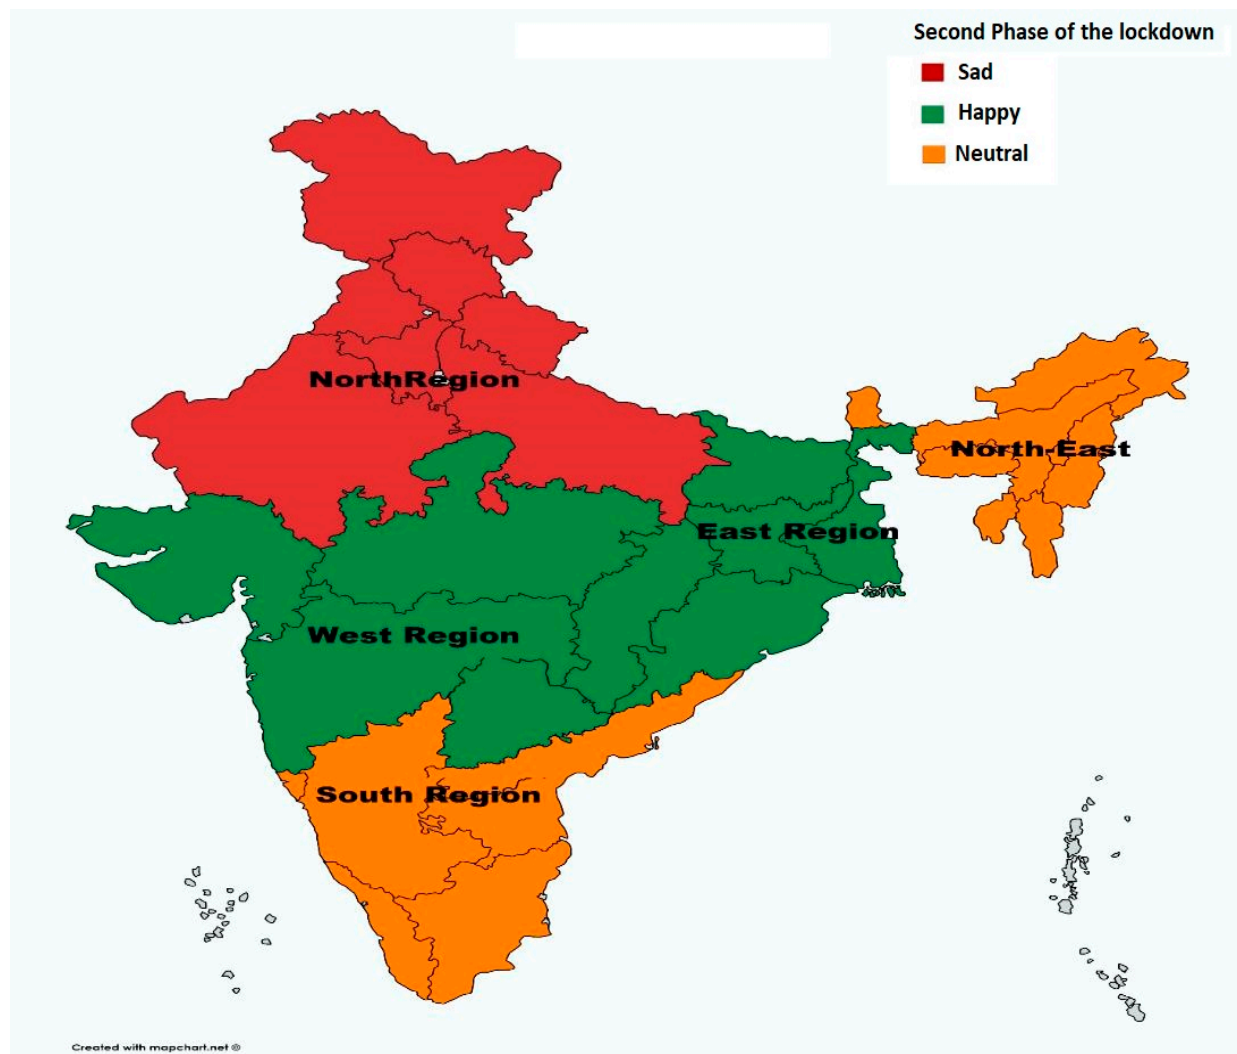 Second Phase of the lockdown
Sad
Happy
Neutral
NorthRegion
North-East
East Region
West Region
South Region
Created with mapchart.net ©